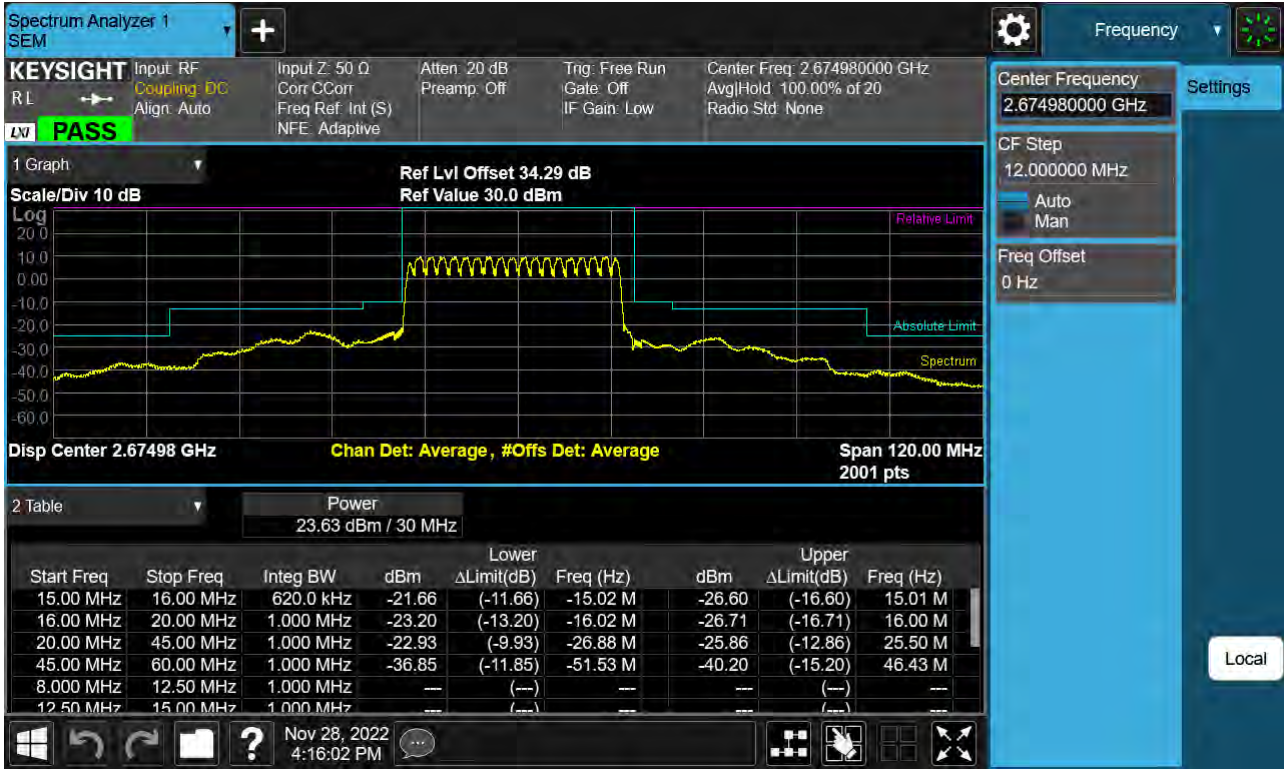 Spectrum Analyzer 1
SEM
Frequency
KEYSIGHT
RL
LXI
PASS
Input: RF
Coupling: DC
Align: Auto
Input Z: 50 Ω
Corr CCorr
Freq Ref: Int (S)
NFE: Adaptive
Atten: 20 dB
Preamp: Off
Trig: Free Run
Gate: Off
IF Gain: Low
Center Freq: 2.674980000 GHz
Avg|Hold: 100.00% of 20
Radio Std: None
Center Frequency
2.674980000 GHz
Settings
CF Step
12.000000 MHz
Auto
Man
Freq Offset
0 Hz
Local
1 Graph
Ref Lvl Offset 34.29 dB
Scale/Div 10 dB
Ref Value 30.0 dBm
Log
20.0
10.0
0.00
-10.0
-20.0
-30.0
-40.0
-50.0
-60.0
Relative Limit
Absolute Limit
Spectrum
Disp Center 2.67498 GHz
Chan Det: Average, #Offs Det: Average
Span 120.00 MHz
2001 pts
2 Table
Power
23.63 dBm / 30 MHz
Lower Upper
Start Freq Stop Freq Integ BW dBm ∆Limit(dB) Freq (Hz) dBm ∆Limit(dB) Freq (Hz)
15.00 MHz 16.00 MHz 620.0 kHz -21.66 (-11.66) -15.02 M -26.60 (-16.60) 15.01 M
16.00 MHz 20.00 MHz 1.000 MHz -23.20 (-13.20) -16.02 M -26.71 (-16.71) 16.00 M
20.00 MHz 45.00 MHz 1.000 MHz -22.93 (-9.93) -26.88 M -25.86 (-12.86) 25.50 M
45.00 MHz 60.00 MHz 1.000 MHz -36.85 (-11.85) -51.53 M -40.20 (-15.20) 46.43 M
8.000 MHz 12.50 MHz 1.000 MHz --- (---) --- --- (---) ---
12.50 MHz 15.00 MHz 1.000 MHz --- (---) --- --- (---) ---
Nov 28, 2022
4:16:02 PM